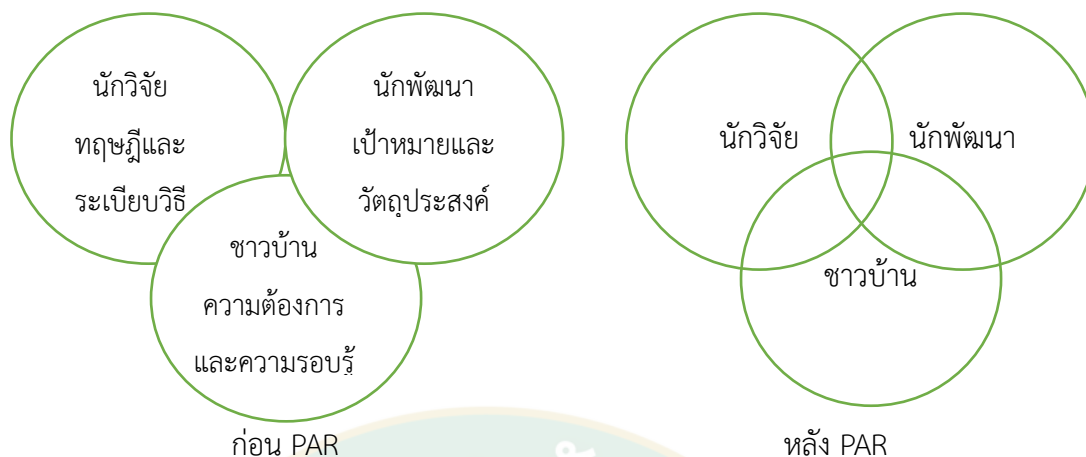 นักวิจัย
ทฤษฎีและ
ระเบียบวิธี
นักพัฒนา
เป้าหมายและ
วัตถุประสงค์
ชาวบ้าน
ความต้องการ
และความรอบรู้
ก่อน PAR
นักวิจัย
นักพัฒนา
ชาวบ้าน
หลัง PAR